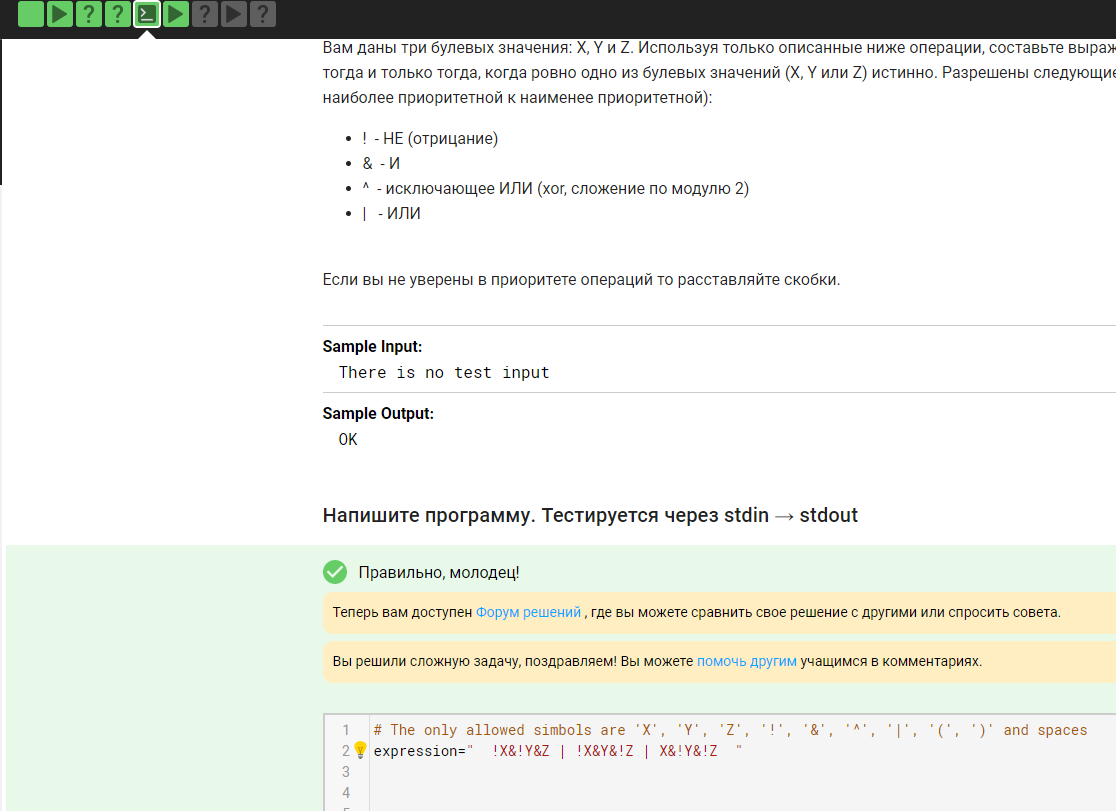 Вам даны три булевых значения: X, Y и Z. Используя только описанные ниже операции, составьте
тогда и только тогда, когда ровно одно из булевых значений (X, Y или Z) истинно. Разрешены
наиболее приоритетной к наименее приоритетной):
! - НЕ (отрицание)
& - И
^ - исключающее ИЛИ (xor, сложение по модулю 2)
| - ИЛИ
Если вы не уверены в приоритете операций то расставляйте скобки.
Sample Input:
There is no test input
Sample Output:
OK
Напишите программу. Тестируется через stdin → stdout
Правильно, молодец!
Теперь вам доступен Форум решений , где вы можете сравнить свое решение с другими или спросить совета.
Вы решили сложную задачу, поздравляем! Вы можете помочь другим учащимся в комментариях.
1 # The only allowed simbols are 'X', 'Y', 'Z', '!', '&', '^', '|', '(', ')' and spaces
2 expression="  !X&!Y&Z | !X&Y&!Z | X&!Y&!Z  "
3
4